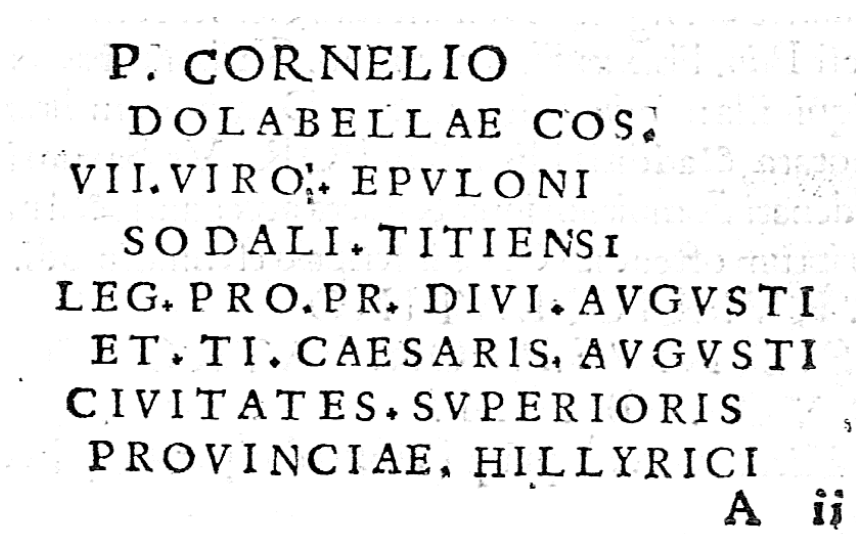 P. CORNELIO
DOLABELLAE COS.
VII. VIRO. EPVLONI
SODALI. TITIENSI
LEG. PRO. PR. DIVI. AVGVSTI
ET. TI. CAESARIS. AVGVSTI
CIVITATES. SVPERIORIS
PROVINCIAE. HILLYRICI
A ii